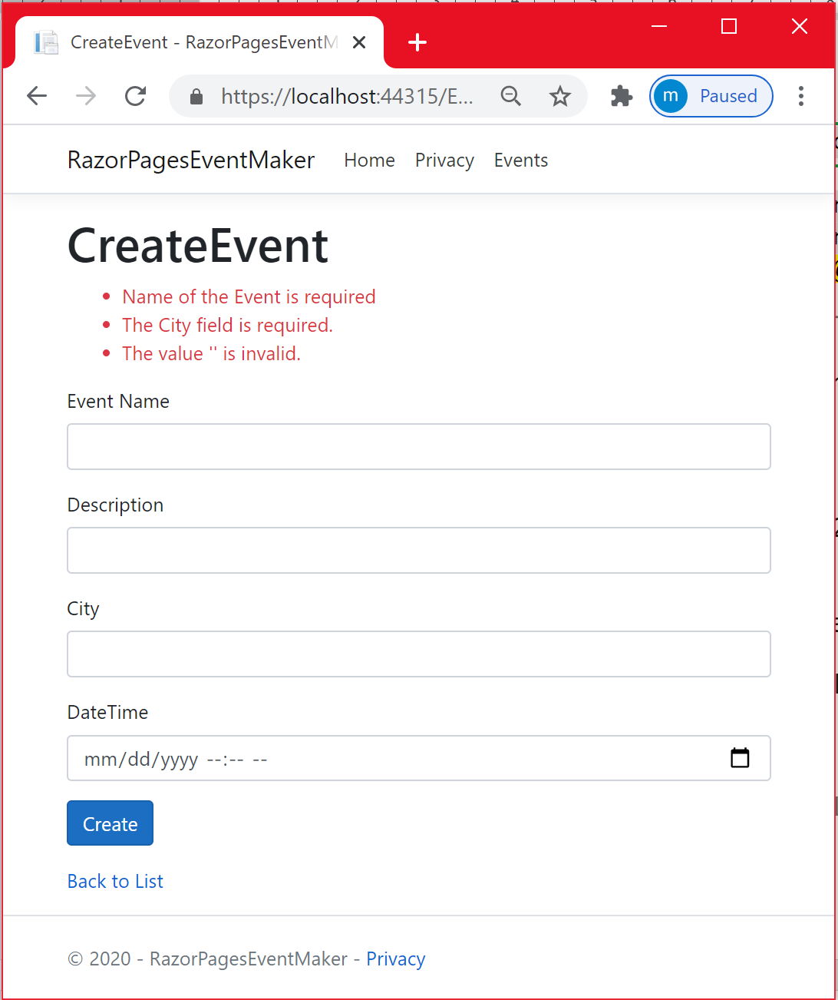 CreateEvent - RazorPagesEventM
https://localhost:44315/E...
m Paused
RazorPagesEventMaker Home Privacy Events
CreateEvent
Name of the Event is required
The City field is required.
The value '' is invalid.
Event Name
Description
City
DateTime
mm/dd/yyyy --:-- --
Create
Back to List
© 2020 - RazorPagesEventMaker - Privacy